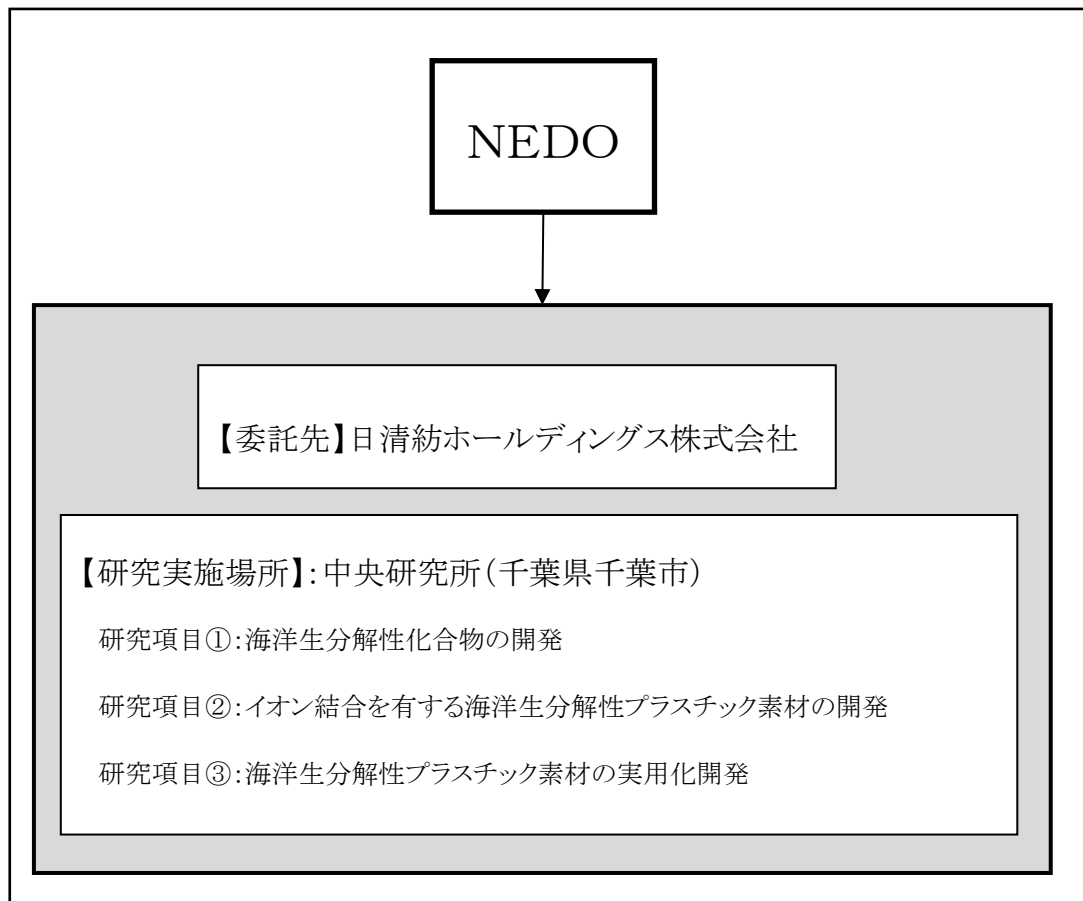 NEDO
【委託先】日清紡ホールディングス株式会社
【研究実施場所】:中央研究所(千葉県千葉市)
研究項目①:海洋生分解性化合物の開発
研究項目②:イオン結合を有する海洋生分解性プラスチック素材の開発
研究項目③:海洋生分解性プラスチック素材の実用化開発